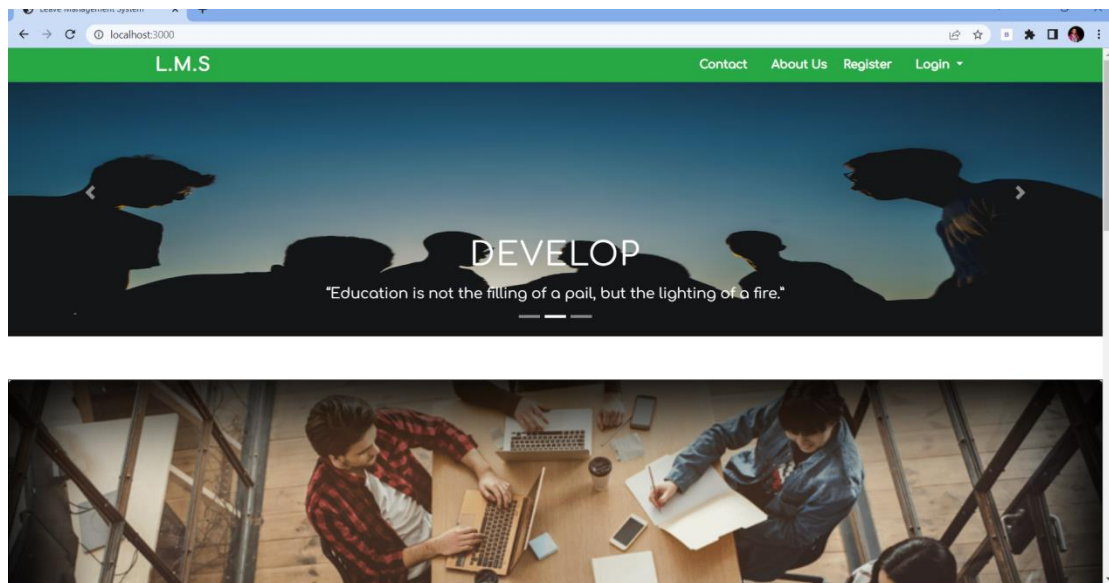 Leave Management System
localhost:3000
L.M.S Contact About Us Register Login
DEVELOP
“Education is not the filling of a pail, but the lighting of a fire.”